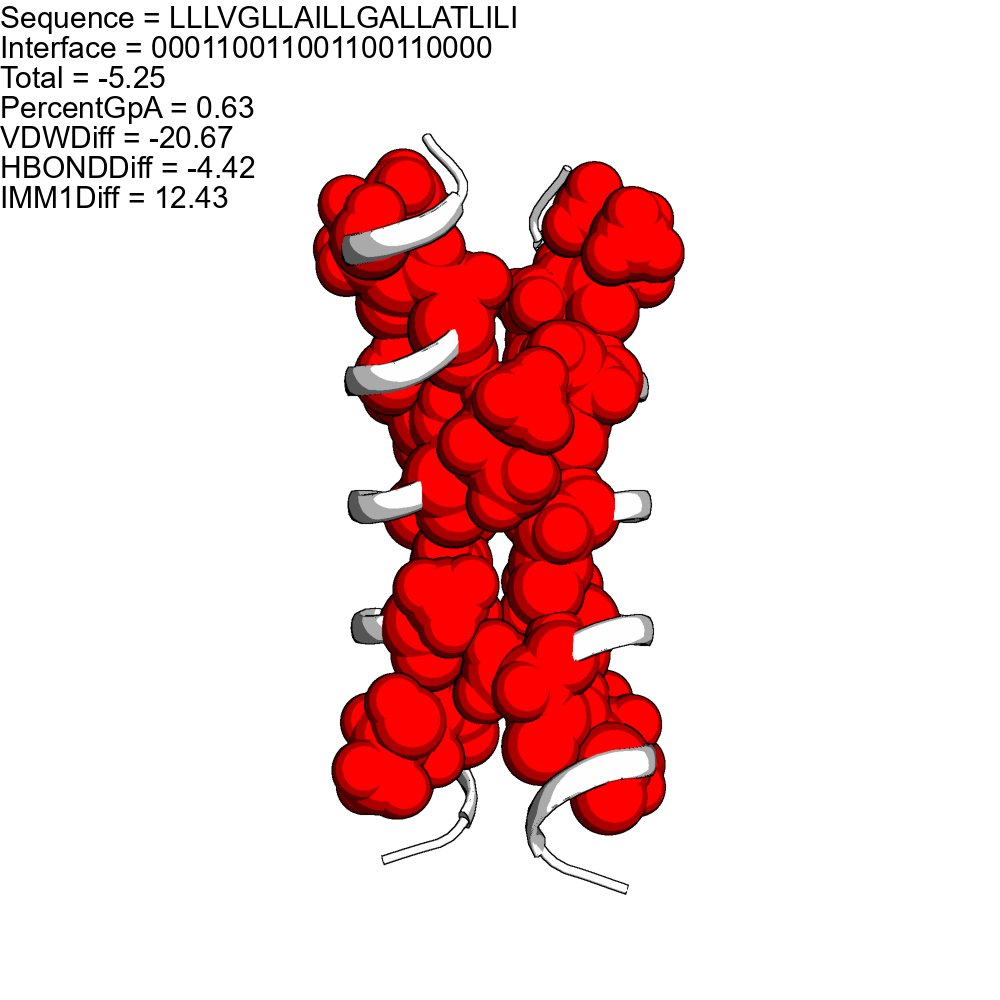 Sequence = LLLVGLLAILLGALLATLILI
Interface = 000110011001100110000
Total = -5.25
PercentGpA = 0.63
VDWDiff = -20.67
HBONDDiff = -4.42
IMM1Diff = 12.43